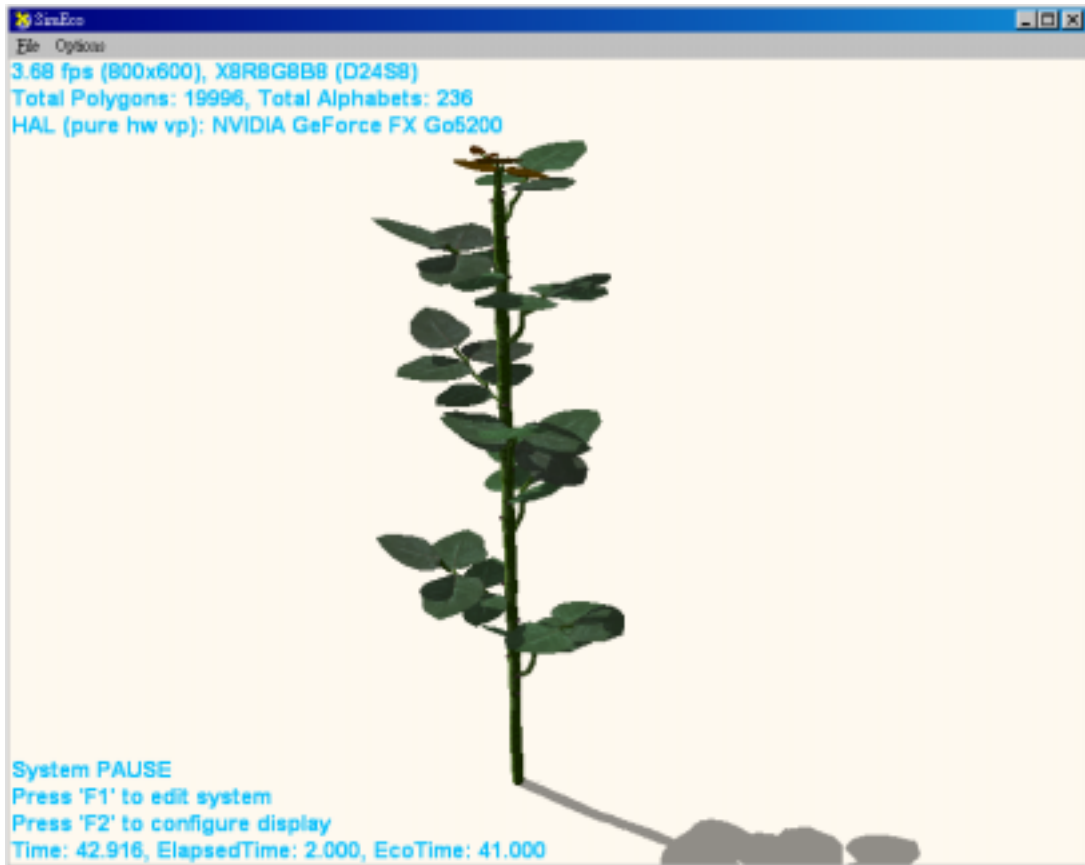 SimEco
File Options
3.68 fps (800x600), X8R8G8B8 (D24S8)
Total Polygons: 19996, Total Alphabets: 236
HAL (pure hw vp): NVIDIA GeForce FX Go5200
System PAUSE
Press 'F1' to edit system
Press 'F2' to configure display
Time: 42.916, ElapsedTime: 2.000, EcoTime: 41.000